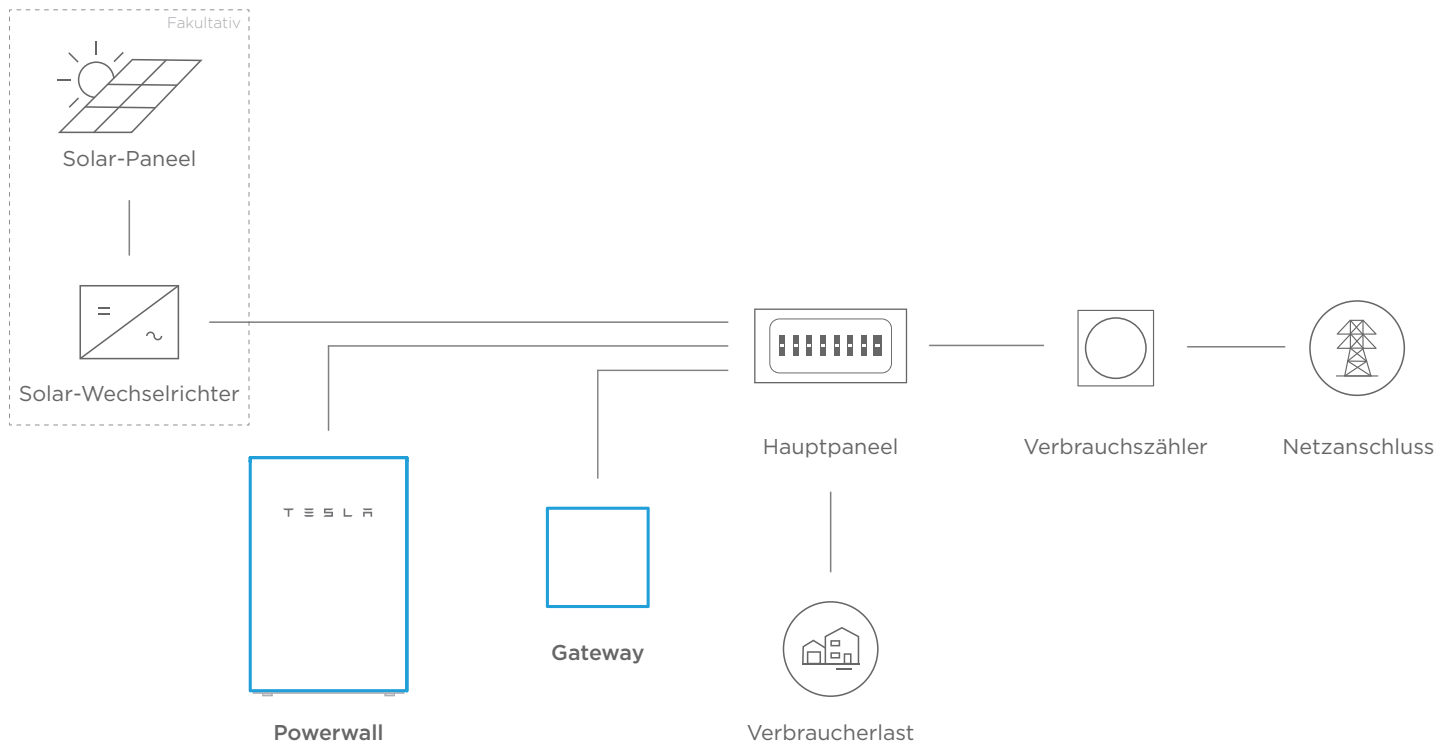 Fakultativ
Solar-Paneel
Solar-Wechselrichter
Hauptpaneel
Verbrauchszähler
Netzanschluss
TESLA
Gateway
Powerwall
Verbraucherlast